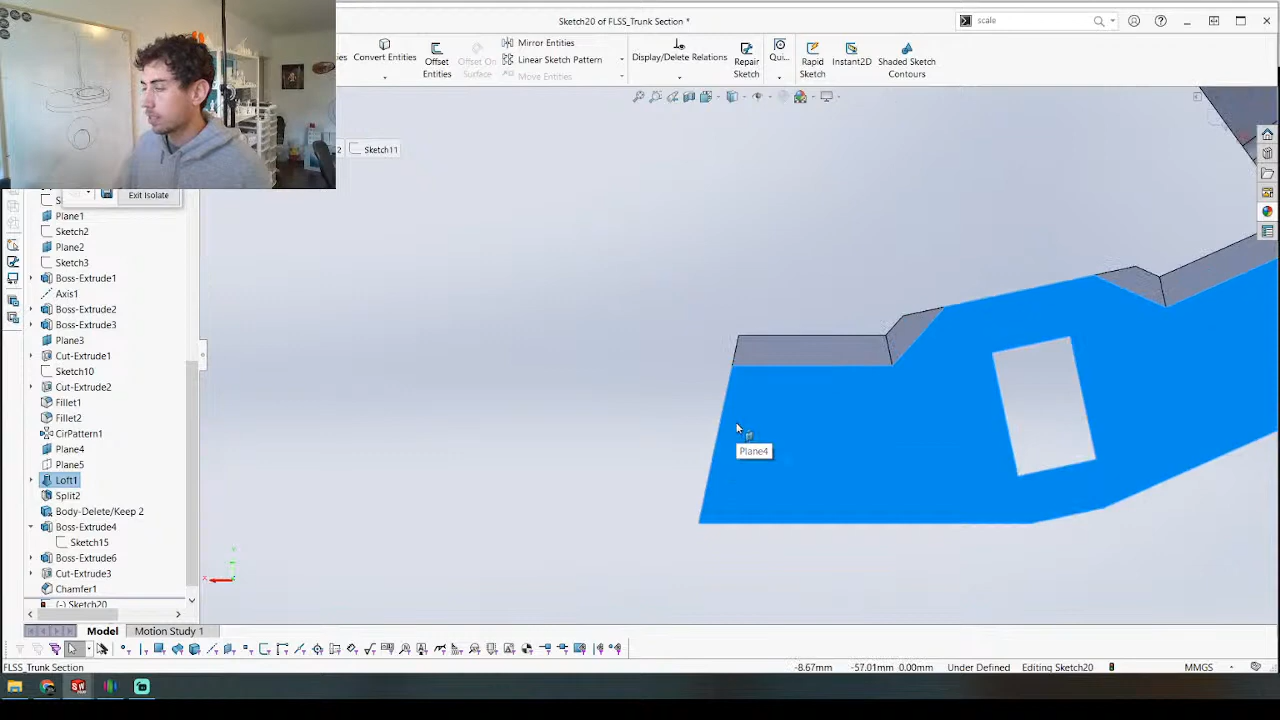 Sketch20 of FLSS_Trunk Section *
scale
Convert Entities
Offset Entities
Offset On Surface
Mirror Entities
Linear Sketch Pattern
Move Entities
Display/Delete Relations
Repair Sketch
Qui...
Rapid Sketch
Instant2D
Shaded Sketch Contours
2
Sketch11
Exit Isolate
Plane1
Sketch2
Plane2
Sketch3
Boss-Extrude1
Axis1
Boss-Extrude2
Boss-Extrude3
Plane3
Cut-Extrude1
Sketch10
Cut-Extrude2
Fillet1
Fillet2
CirPattern1
Plane4
Plane5
Loft1
Split2
Body-Delete/Keep 2
Boss-Extrude4
Sketch15
Boss-Extrude6
Cut-Extrude3
Chamfer1
(-) Sketch20
Plane4
Y
X
Model
Motion Study 1
FLSS_Trunk Section
-8.67mm
-57.01mm 0.00mm
Under Defined
Editing Sketch20
MMGS